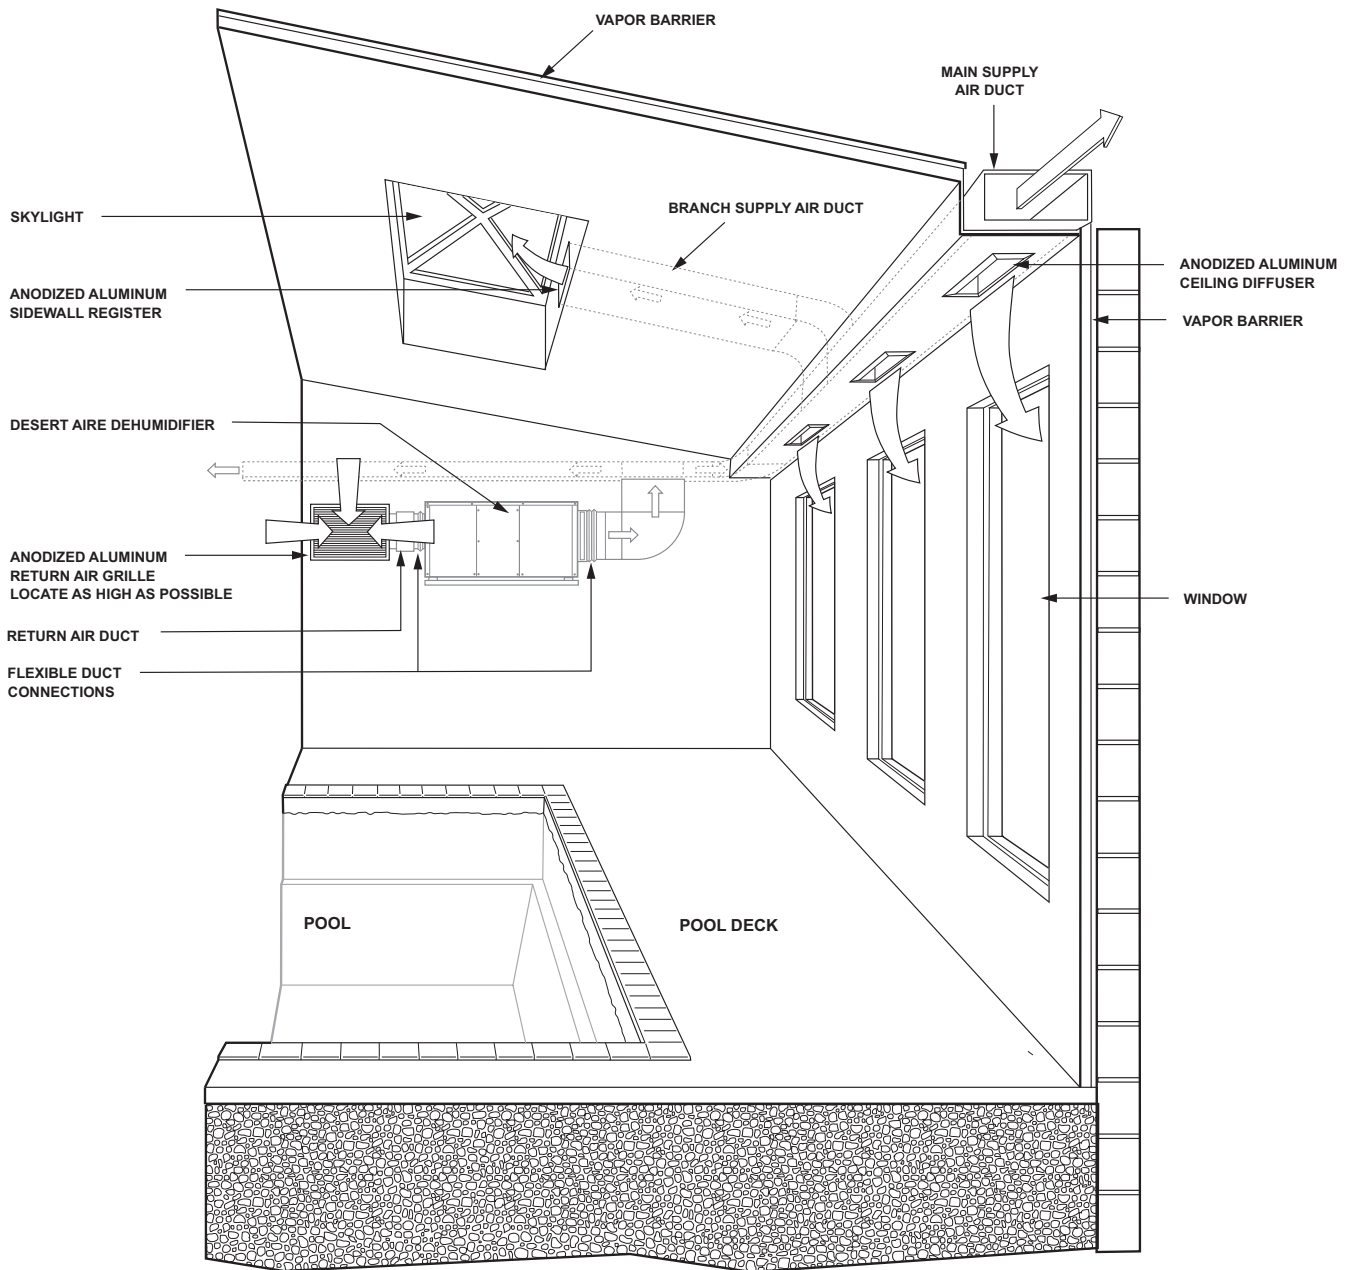 VAPOR BARRIER
MAIN SUPPLY
AIR DUCT
SKYLIGHT
BRANCH SUPPLY AIR DUCT
ANODIZED ALUMINUM
CEILING DIFFUSER
ANODIZED ALUMINUM
SIDEWALL REGISTER
VAPOR BARRIER
DESERT AIRE DEHUMIDIFIER
ANODIZED ALUMINUM
RETURN AIR GRILLE
LOCATE AS HIGH AS POSSIBLE
WINDOW
RETURN AIR DUCT
FLEXIBLE DUCT
CONNECTIONS
POOL
POOL DECK